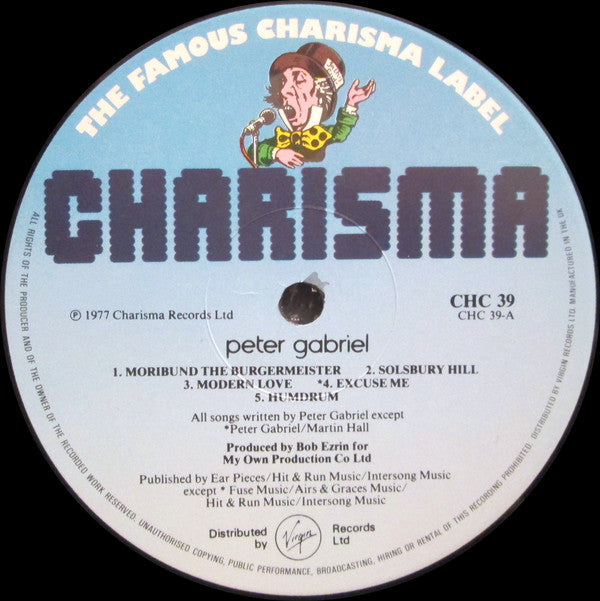 THE FAMOUS CHARISMA LABEL
CHARISMA
CHC 39
CHC 39-A
℗ 1977 Charisma Records Ltd
peter gabriel
1. MORIBUND THE BURGERMEISTER 2. SOLSBURY HILL
3. MODERN LOVE *4. EXCUSE ME
5. HUMDRUM
All songs written by Peter Gabriel except
*Peter Gabriel/Martin Hall
Produced by Bob Ezrin for
My Own Production Co Ltd
Published by Ear Pieces/Hit & Run Music/Intersong Music
except * Fuse Music/Airs & Graces Music/
Hit & Run Music/Intersong Music
Distributed
by
Virgin
Records
Ltd
ALL RIGHTS OF THE PRODUCER AND OF THE OWNER OF THE RECORDED WORK RESERVED. UNAUTHORISED COPYING, PUBLIC PERFORMANCE, BROADCASTING, HIRING OR RENTAL OF THIS RECORDING PROHIBITED. DISTRIBUTED BY VIRGIN RECORDS LTD. MANUFACTURED IN THE UK